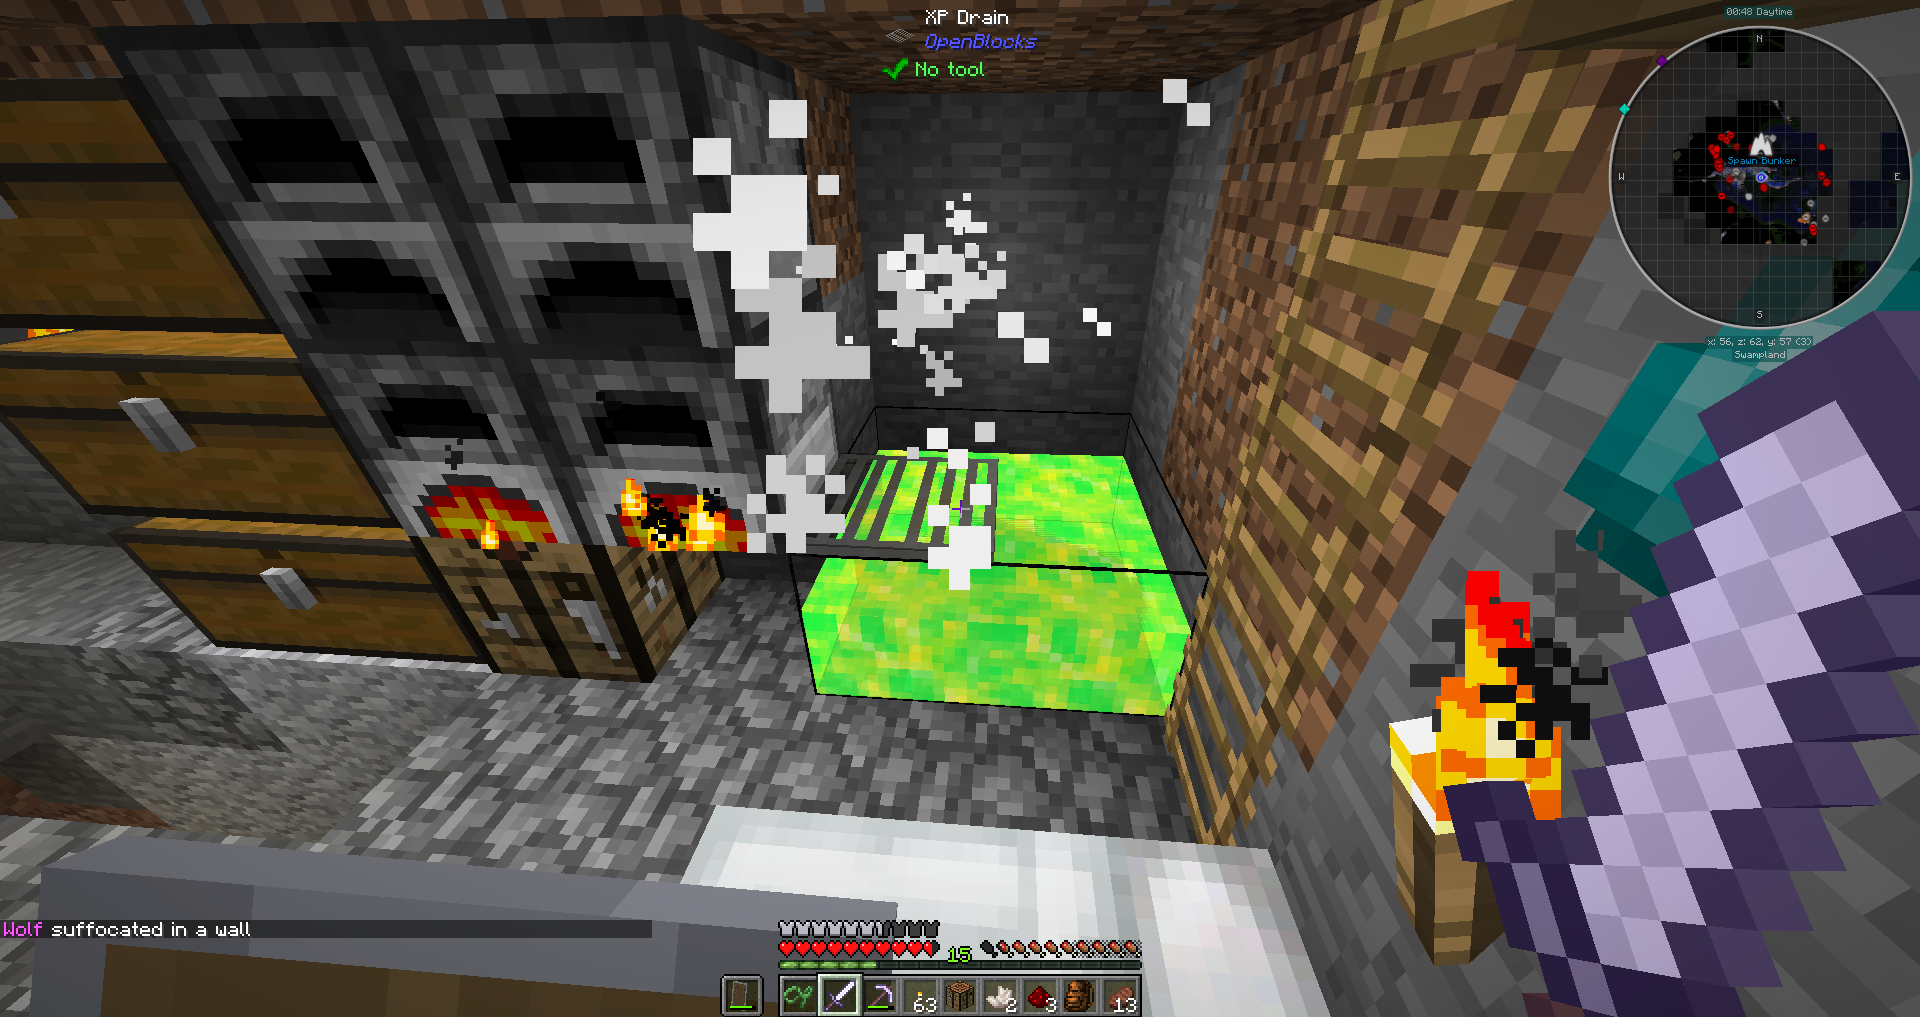 XP Drain
OpenBlocks
No tool
00:48 Daytime
N
Spawn Bunker
W
E
S
x: 56, z: 62, y: 57 (3)
Swampland
Wolf suffocated in a wall
15
63
2
3
13